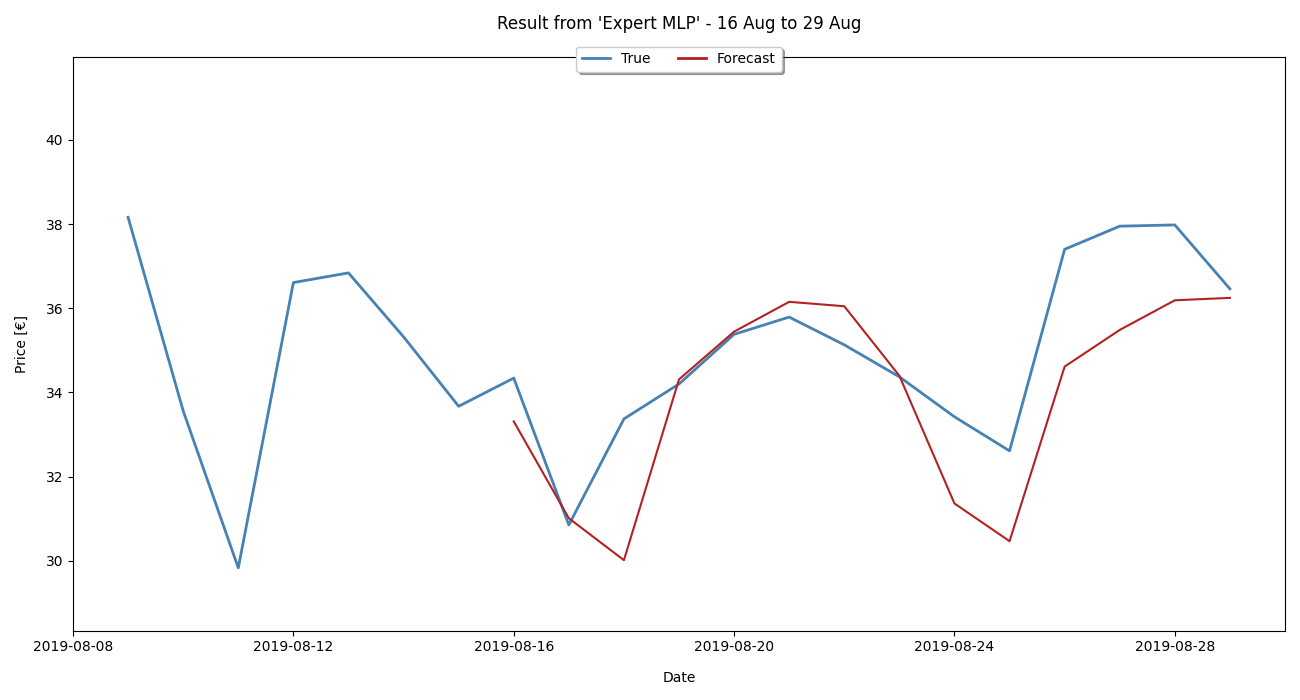 Result from 'Expert MLP' - 16 Aug to 29 Aug
True Forecast
40
38
36
34
32
30
Price [€]
2019-08-08 2019-08-12 2019-08-16 2019-08-20 2019-08-24 2019-08-28
Date